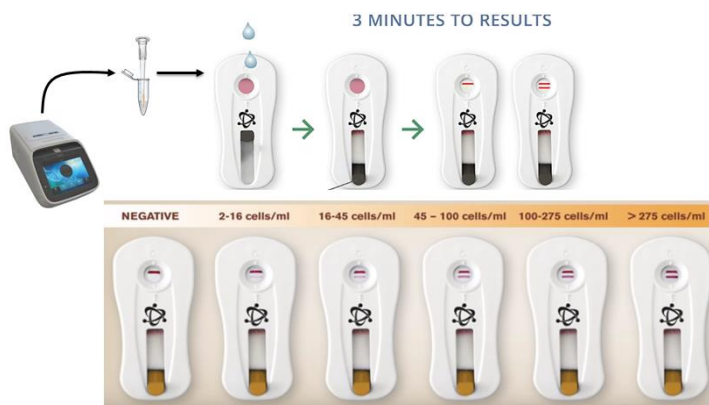 3 MINUTES TO RESULTS
NEGATIVE 2-16 cells/ml 16-45 cells/ml 45 – 100 cells/ml 100-275 cells/ml > 275 cells/ml